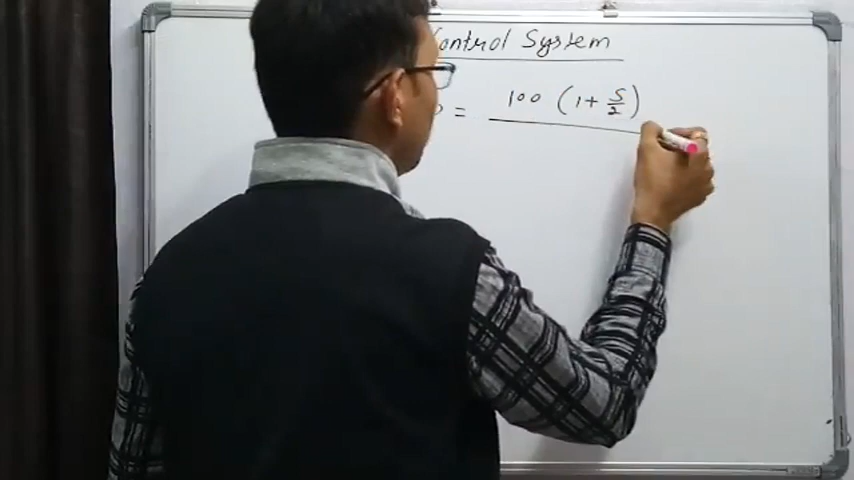 Control System
= 100 (1 + S/2)